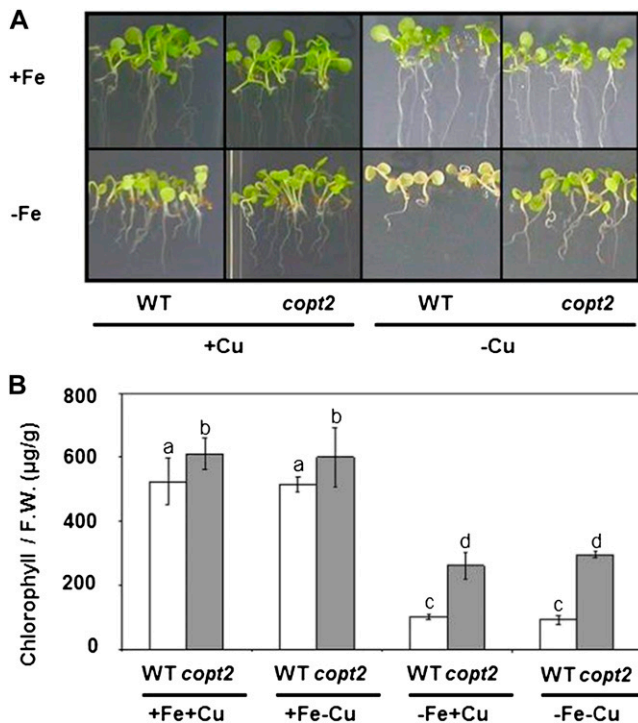 A
+Fe
-Fe
WT copt2 WT copt2
+Cu -Cu
B
Chlorophyll / F.W. (µg/g)
800
600
400
200
0
a b a b c d c d
WT copt2 WT copt2 WT copt2 WT copt2
+Fe+Cu +Fe-Cu -Fe+Cu -Fe-Cu